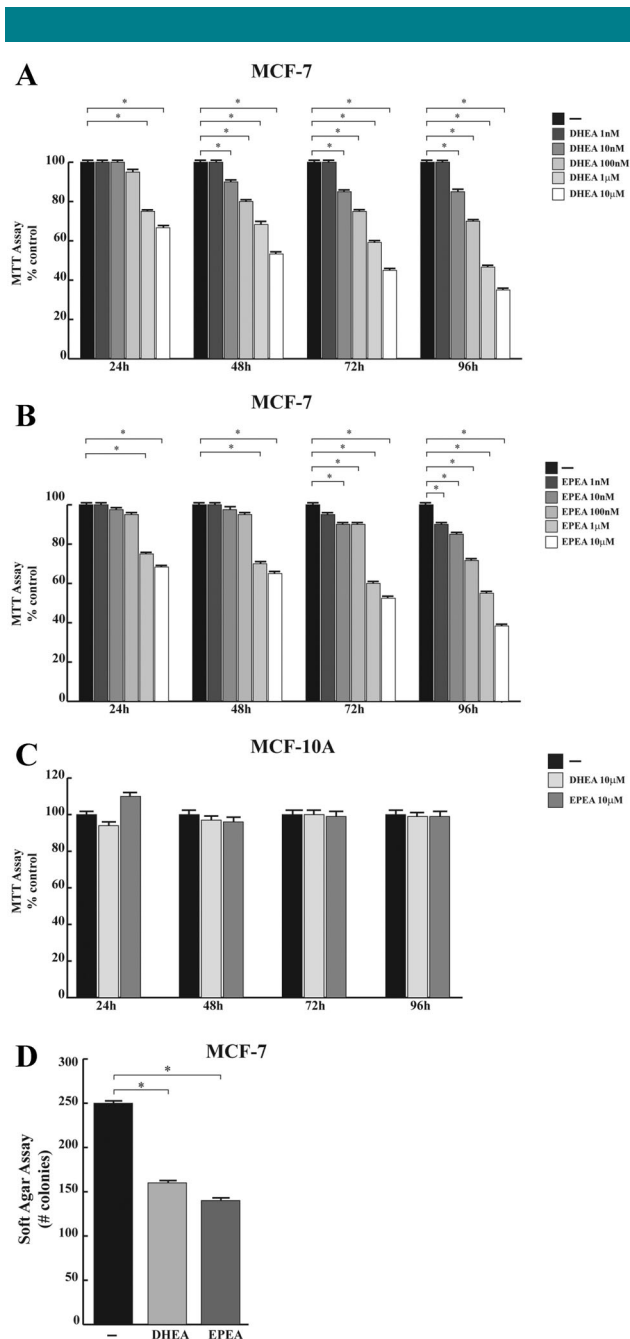 A
MCF-7
* * * *
* * * *
* * *
* * *
—
DHEA 1nM
DHEA 10nM
DHEA 100nM
DHEA 1μM
DHEA 10μM
MTT Assay
% control
100
80
60
40
20
0
24h 48h 72h 96h
B
MCF-7
* * * *
* * * *
* *
* *
*
—
EPEA 1nM
EPEA 10nM
EPEA 100nM
EPEA 1μM
EPEA 10μM
MTT Assay
% control
100
80
60
40
20
0
24h 48h 72h 96h
C
MCF-10A
—
DHEA 10μM
EPEA 10μM
MTT Assay
% control
120
100
80
60
40
20
0
24h 48h 72h 96h
D
MCF-7
*
*
Soft Agar Assay
(# colonies)
300
250
200
150
100
50
0
— DHEA EPEA